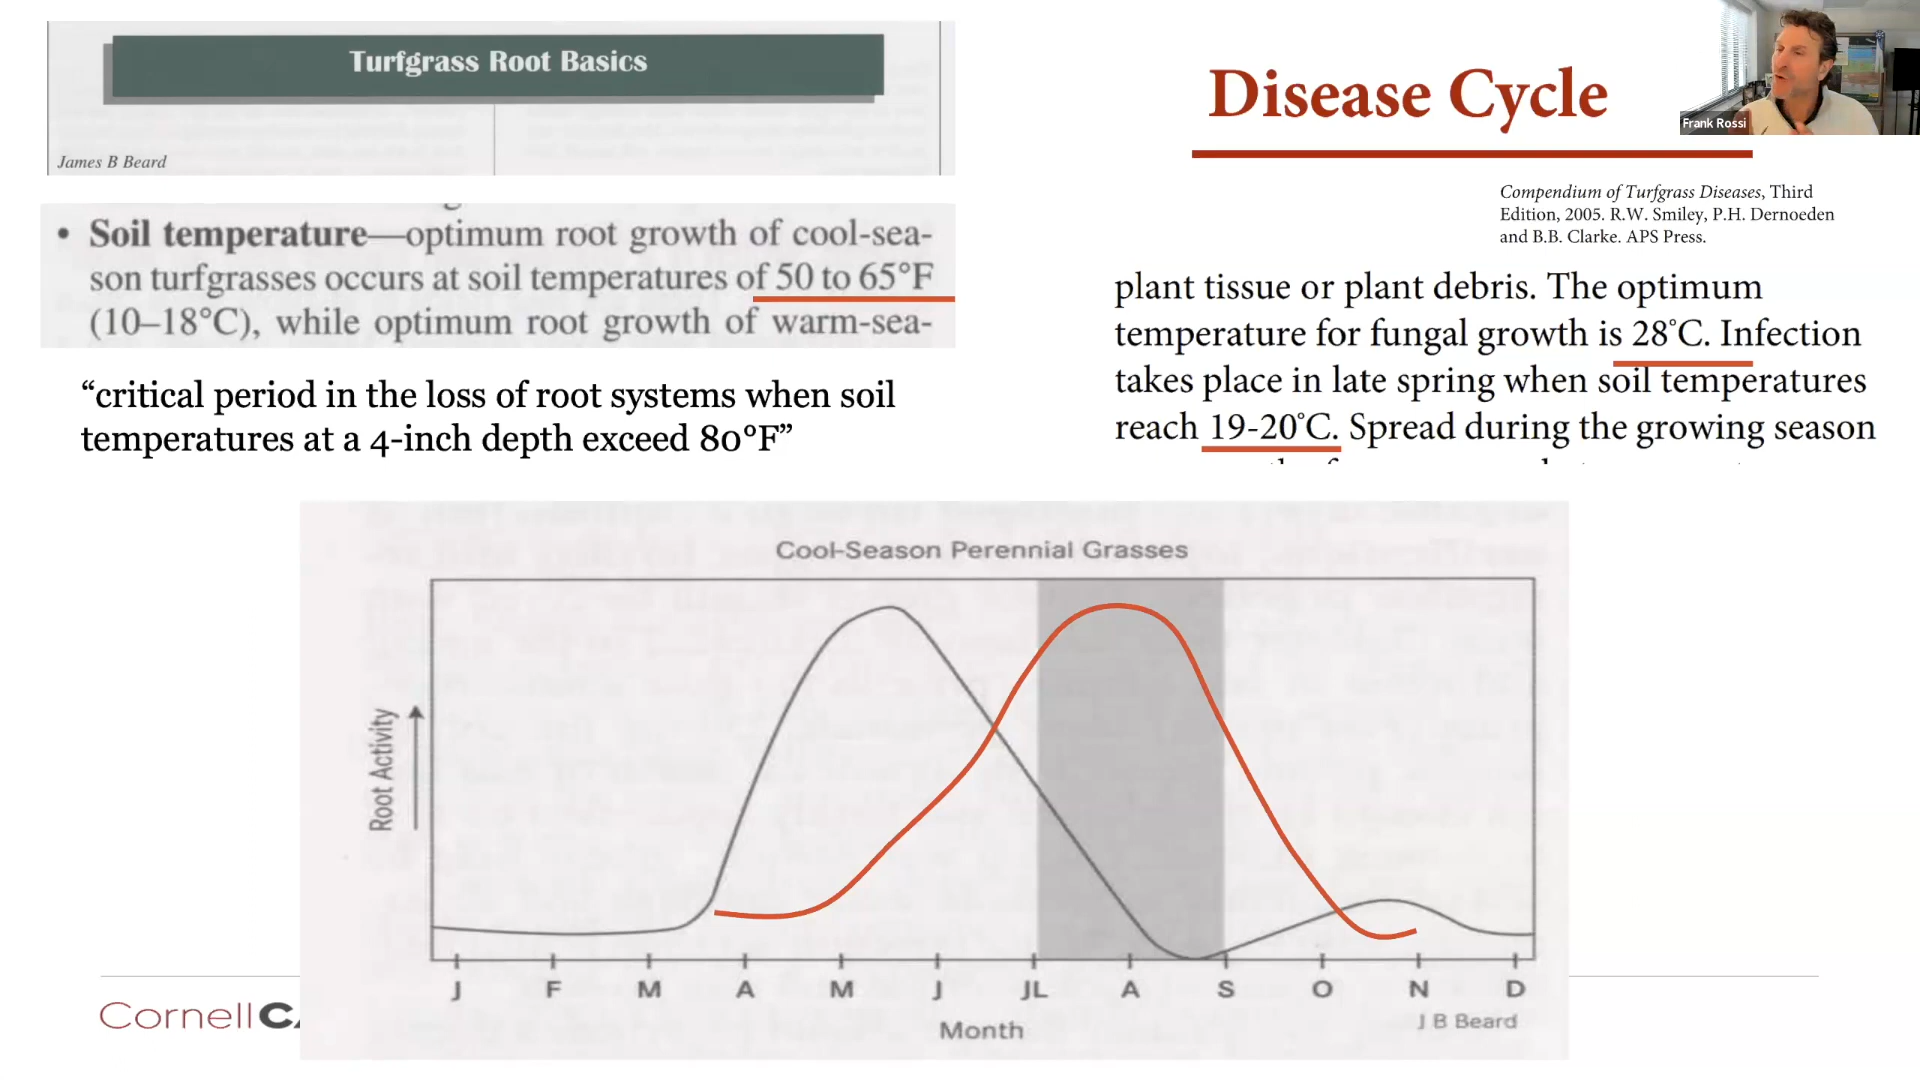 Turfgrass Root Basics
James B Beard
• Soil temperature—optimum root growth of cool-sea-
son turfgrasses occurs at soil temperatures of 50 to 65°F
(10–18°C), while optimum root growth of warm-sea-
“critical period in the loss of root systems when soil
temperatures at a 4-inch depth exceed 80°F”
Disease Cycle
Frank Rossi
Compendium of Turfgrass Diseases, Third
Edition, 2005. R.W. Smiley, P.H. Dernoeden
and B.B. Clarke. APS Press.
plant tissue or plant debris. The optimum
temperature for fungal growth is 28°C. Infection
takes place in late spring when soil temperatures
reach 19-20°C. Spread during the growing season
Cool-Season Perennial Grasses
Root Activity
J F M A M J JL A S O N D
Month
J B Beard
Cornell